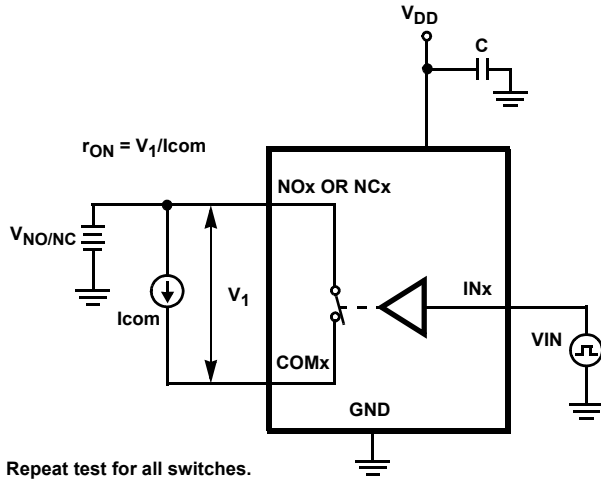 VDD
C
rON = V1/Icom
NOx OR NCx
VNO/NC
INx
V1
Icom
VIN
COMx
GND
Repeat test for all switches.